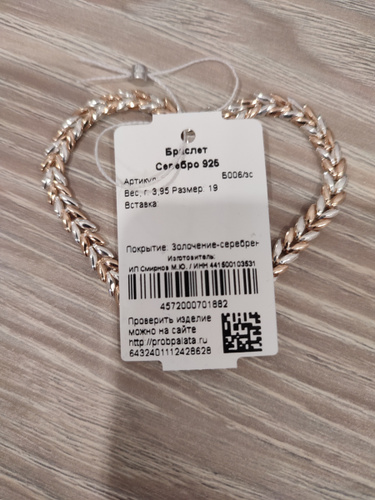 Браслет
Серебро 925
Артикул: Б006/зс
Вес, г. 3,95 Размер: 19
Вставка:
Покрытие: Золочение-серебрен
Изготовитель:
ИП Смирнов М.Ю. / ИНН 441500103531
4572000701882
Проверить изделие
можно на сайте
http://probpalata.ru
6432401112428628